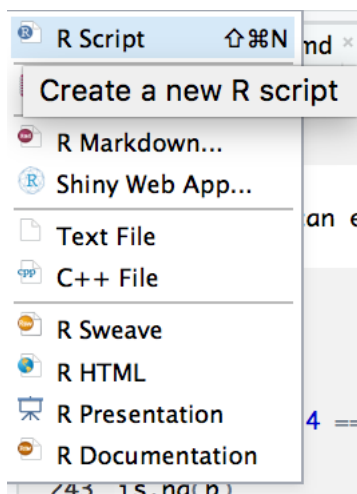 R Script ⇧⌘N
md ×
Create a new R script
R Markdown...
Shiny Web App...
an e
Text File
C++ File
R Sweave
R HTML
R Presentation
4 ==
R Documentation
243 is.na(b)